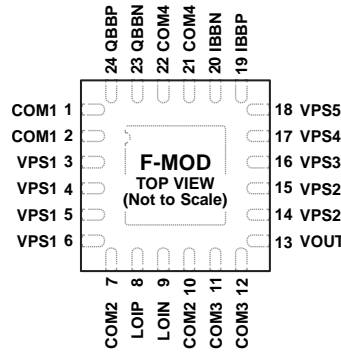 24 QBBP
23 QBBN
22 COM4
21 COM4
20 IBBN
19 IBBP
COM1 1
COM1 2
VPS1 3
VPS1 4
VPS1 5
VPS1 6
F-MOD
TOP VIEW
(Not to Scale)
18 VPS5
17 VPS4
16 VPS3
15 VPS2
14 VPS2
13 VOUT
COM2 7
LOIP 8
LOIN 9
COM2 10
COM3 11
COM3 12